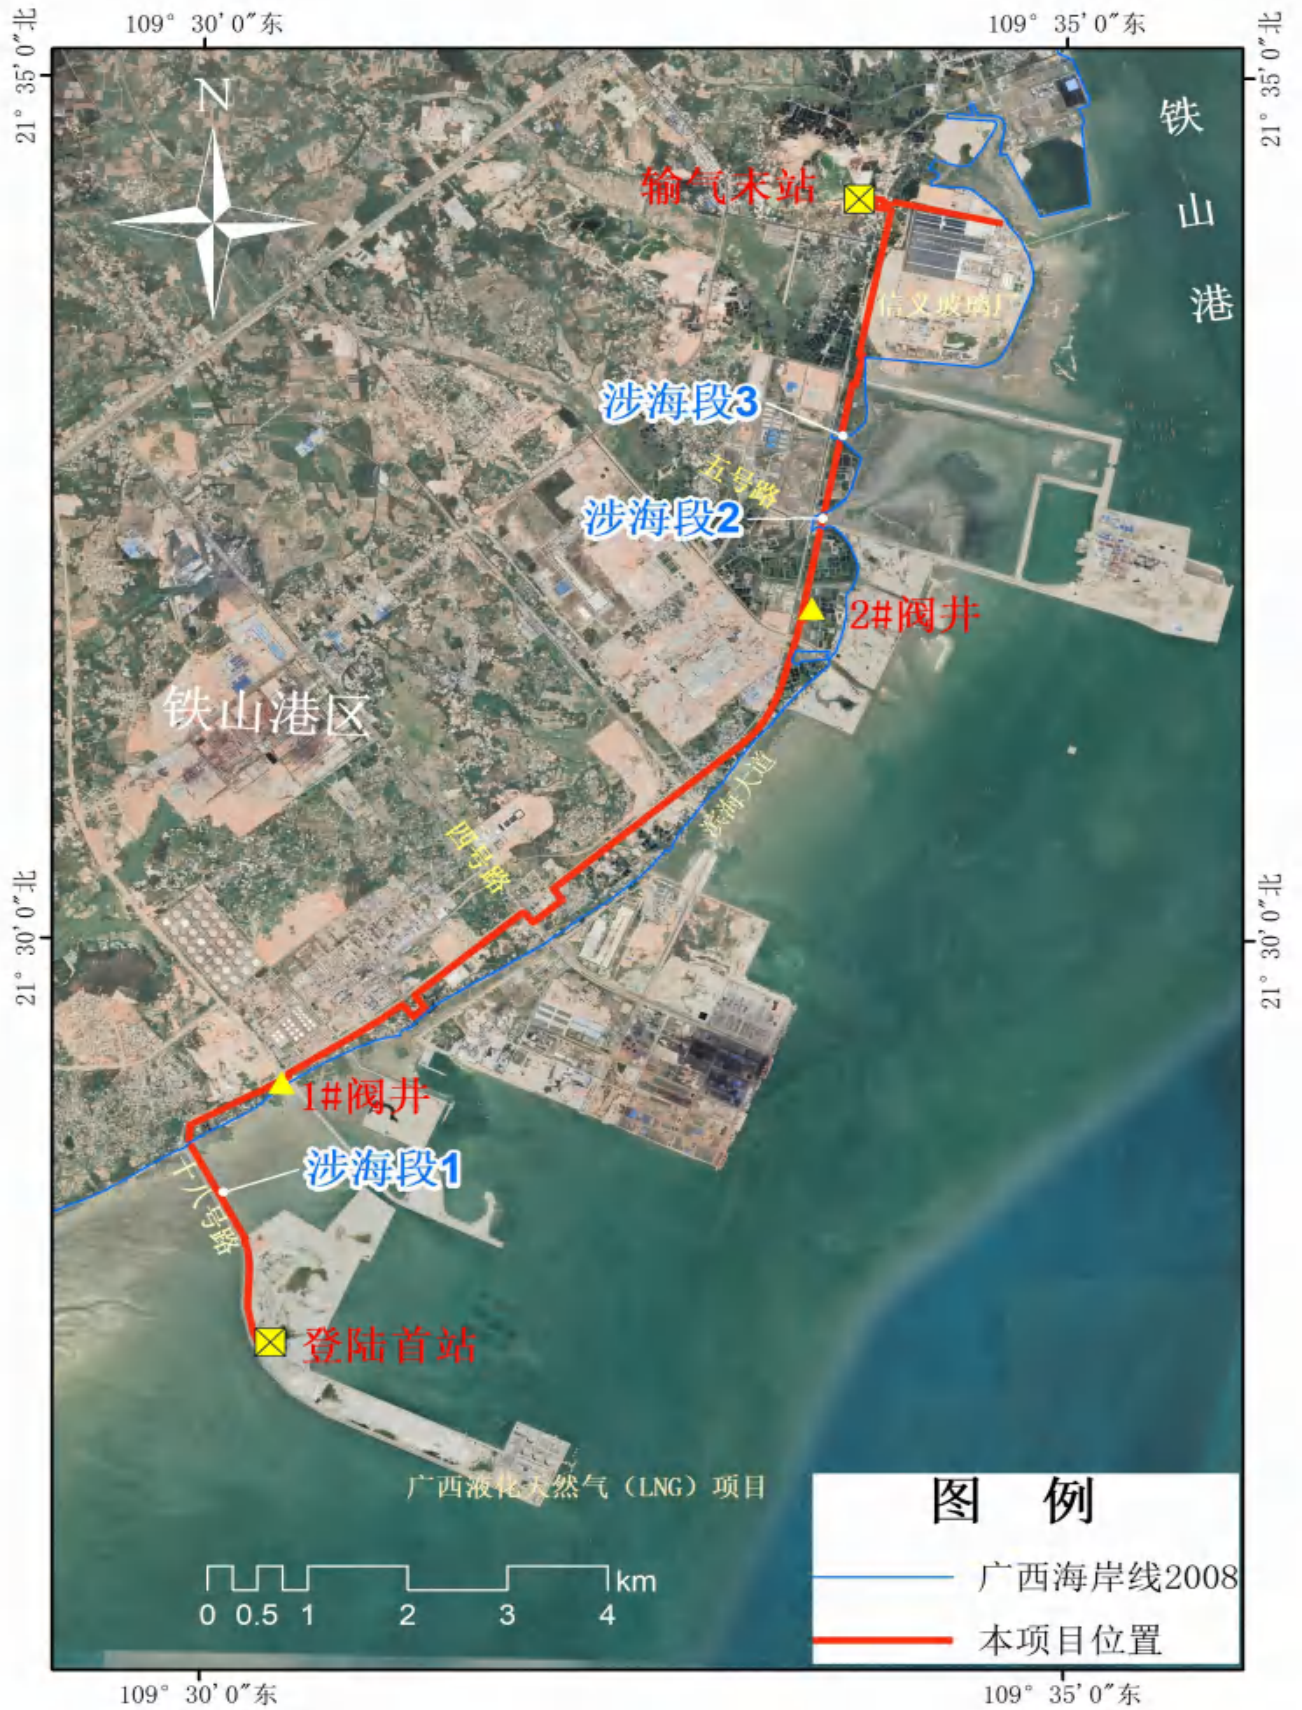 109° 30′ 0″东
109° 35′ 0″东
21° 35′ 0″北
21° 35′ 0″北
N
铁山港
输气末站
信义玻璃厂
涉海段3
五号路
涉海段2
2#阀井
铁山港区
滨海大道
四号路
21° 30′ 0″北
21° 30′ 0″北
1#阀井
涉海段1
十八号路
登陆首站
广西液化天然气（LNG）项目
图 例
广西海岸线2008
本项目位置
km
0 0.5 1 2 3 4
109° 30′ 0″东
109° 35′ 0″东